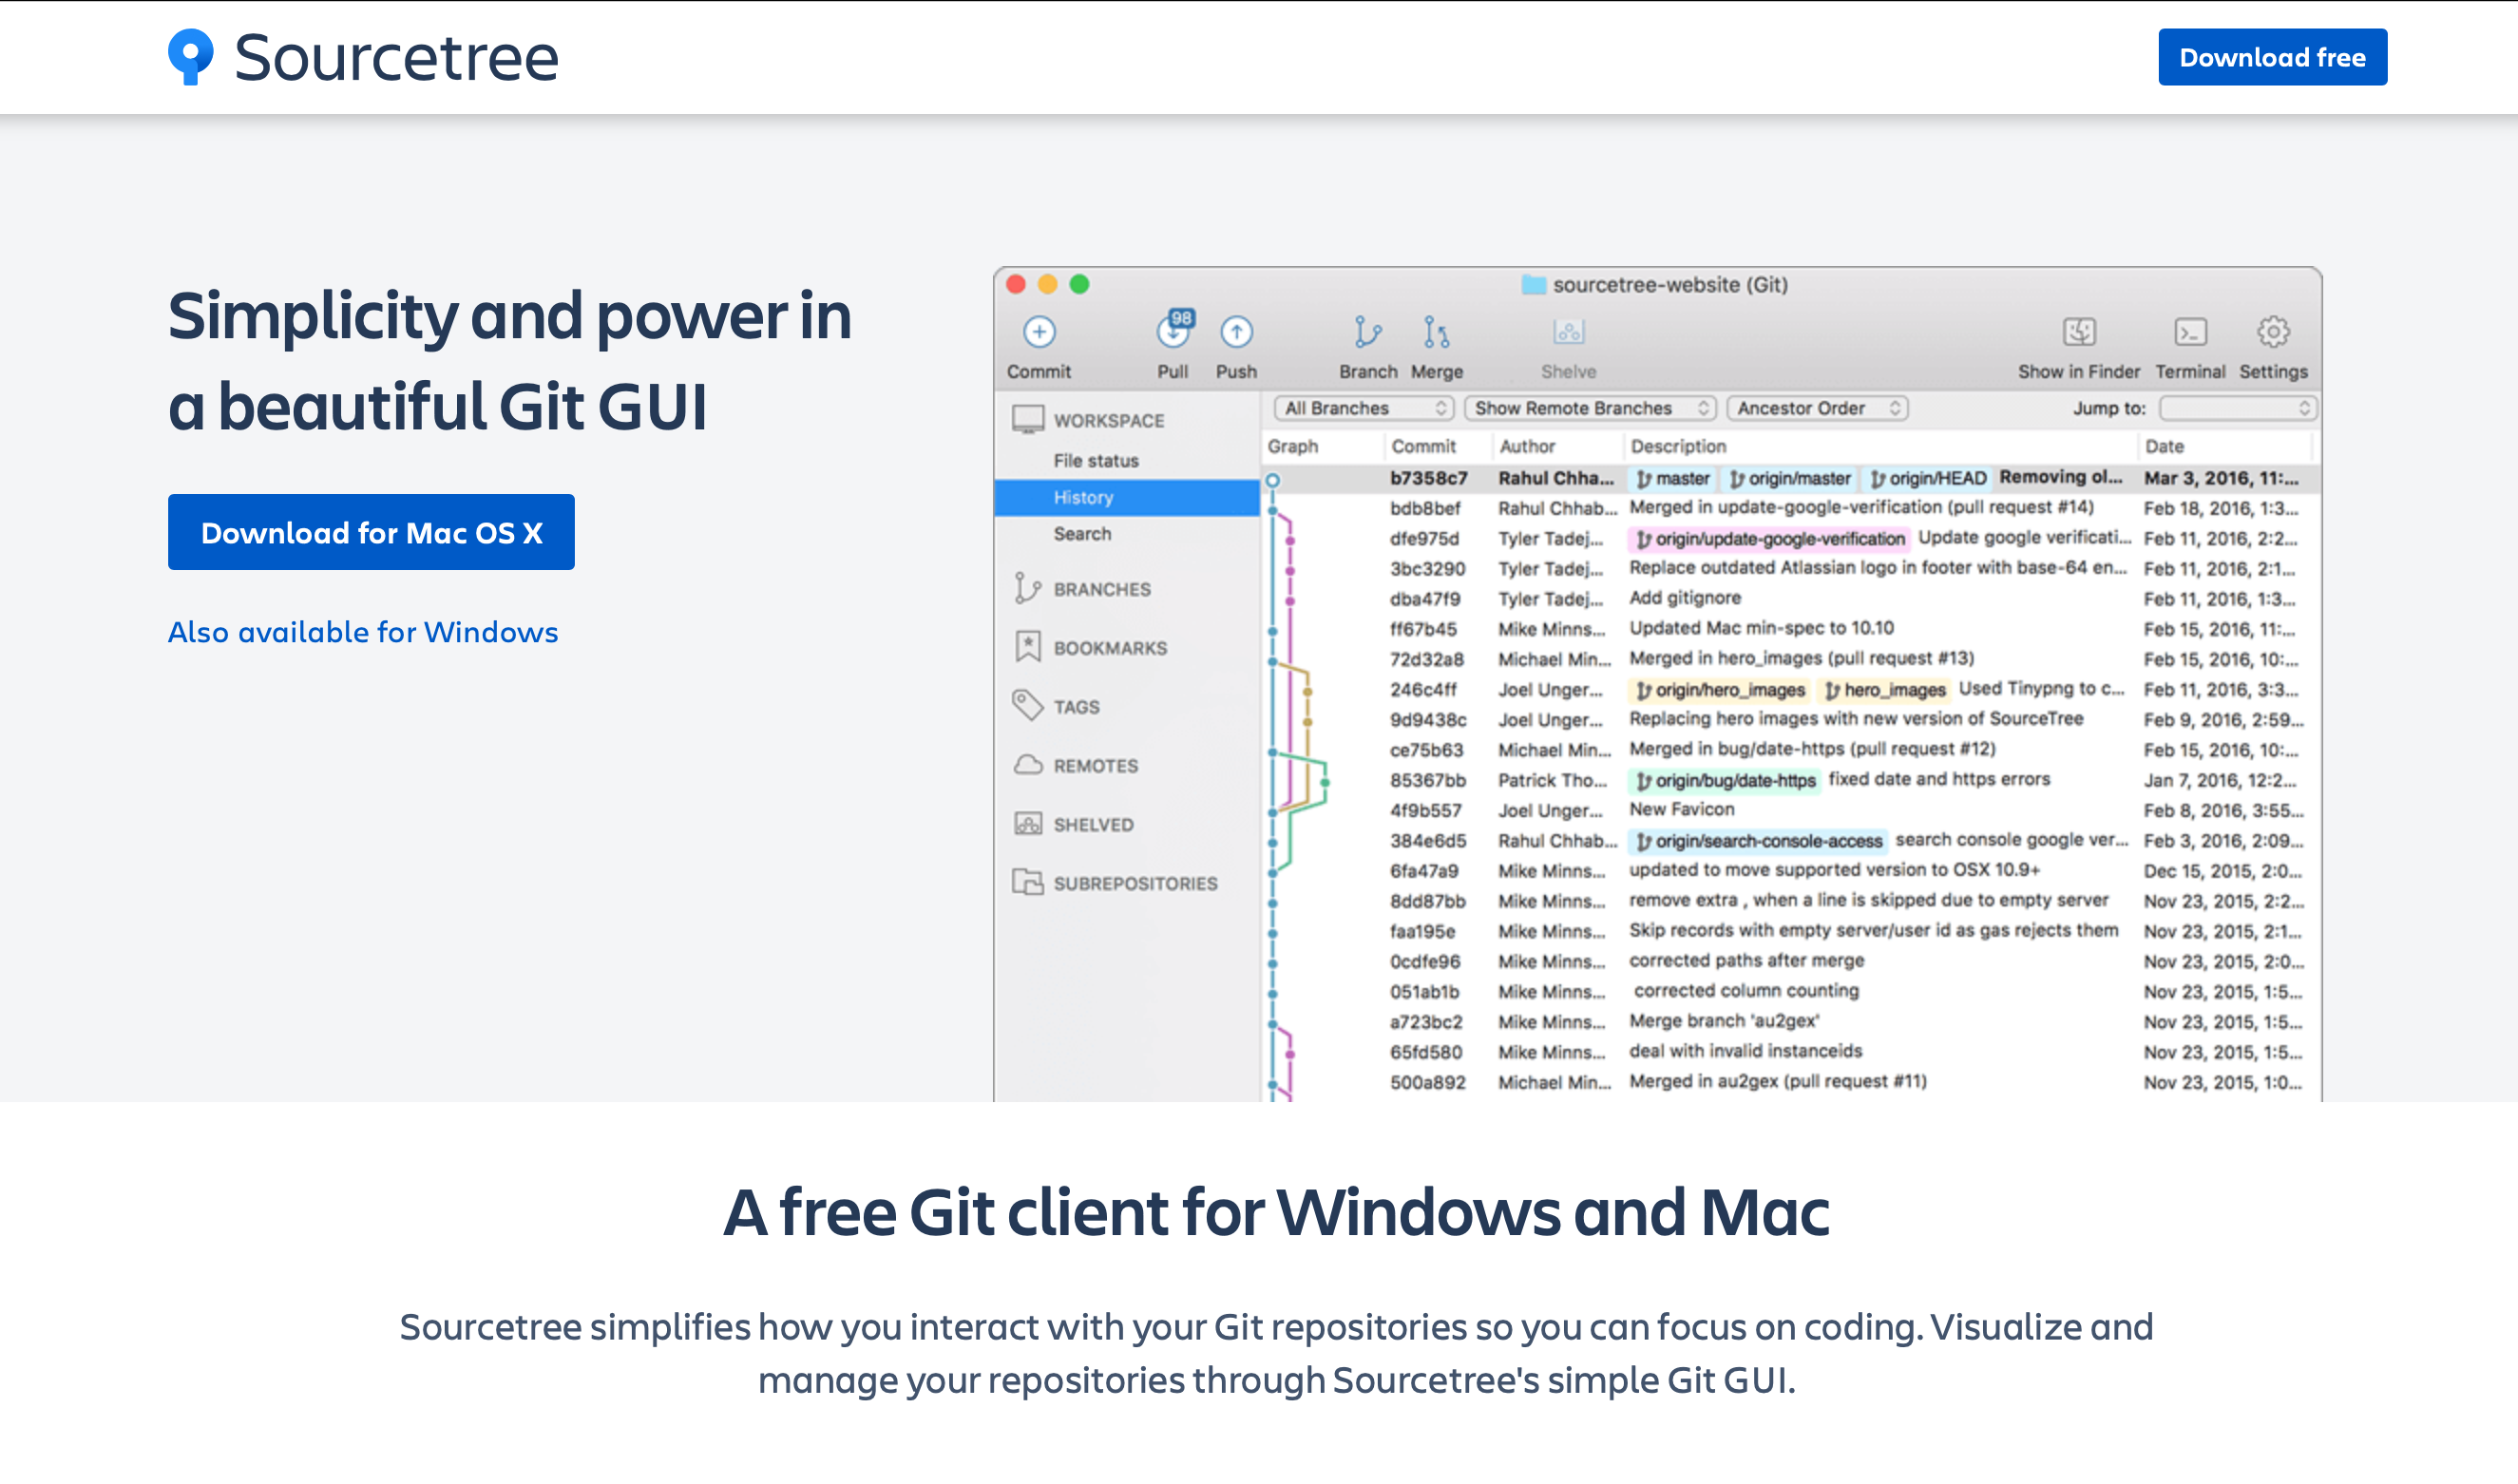 Sourcetree
Download free
Simplicity and power in
a beautiful Git GUI
Download for Mac OS X
Also available for Windows
sourcetree-website (Git)
98
Commit Pull Push Branch Merge Shelve Show in Finder Terminal Settings
WORKSPACE
File status
History
Search
BRANCHES
BOOKMARKS
TAGS
REMOTES
SHELVED
SUBREPOSITORIES
All Branches Show Remote Branches Ancestor Order Jump to:
Graph Commit Author Description Date
b7358c7 Rahul Chha... master origin/master origin/HEAD Removing ol... Mar 3, 2016, 11:...
bdb8bef Rahul Chhab... Merged in update-google-verification (pull request #14) Feb 18, 2016, 1:3...
dfe975d Tyler Tadej... origin/update-google-verification Update google verificati... Feb 11, 2016, 2:2...
3bc3290 Tyler Tadej... Replace outdated Atlassian logo in footer with base-64 en... Feb 11, 2016, 2:1...
dba47f9 Tyler Tadej... Add gitignore Feb 11, 2016, 1:3...
ff67b45 Mike Minns... Updated Mac min-spec to 10.10 Feb 15, 2016, 11:...
72d32a8 Michael Min... Merged in hero_images (pull request #13) Feb 15, 2016, 10:...
246c4ff Joel Unger... origin/hero_images hero_images Used Tinypng to c... Feb 11, 2016, 3:3...
9d9438c Joel Unger... Replacing hero images with new version of SourceTree Feb 9, 2016, 2:59...
ce75b63 Michael Min... Merged in bug/date-https (pull request #12) Feb 15, 2016, 10:...
85367bb Patrick Tho... origin/bug/date-https fixed date and https errors Jan 7, 2016, 12:2...
4f9b557 Joel Unger... New Favicon Feb 8, 2016, 3:55...
384e6d5 Rahul Chhab... origin/search-console-access search console google ver... Feb 3, 2016, 2:09...
6fa47a9 Mike Minns... updated to move supported version to OSX 10.9+ Dec 15, 2015, 2:0...
8dd87bb Mike Minns... remove extra , when a line is skipped due to empty server Nov 23, 2015, 2:2...
faa195e Mike Minns... Skip records with empty server/user id as gas rejects them Nov 23, 2015, 2:1...
0cdfe96 Mike Minns... corrected paths after merge Nov 23, 2015, 2:0...
051ab1b Mike Minns... corrected column counting Nov 23, 2015, 1:5...
a723bc2 Mike Minns... Merge branch 'au2gex' Nov 23, 2015, 1:5...
65fd580 Mike Minns... deal with invalid instanceids Nov 23, 2015, 1:5...
500a892 Michael Min... Merged in au2gex (pull request #11) Nov 23, 2015, 1:0...
A free Git client for Windows and Mac
Sourcetree simplifies how you interact with your Git repositories so you can focus on coding. Visualize and
manage your repositories through Sourcetree's simple Git GUI.